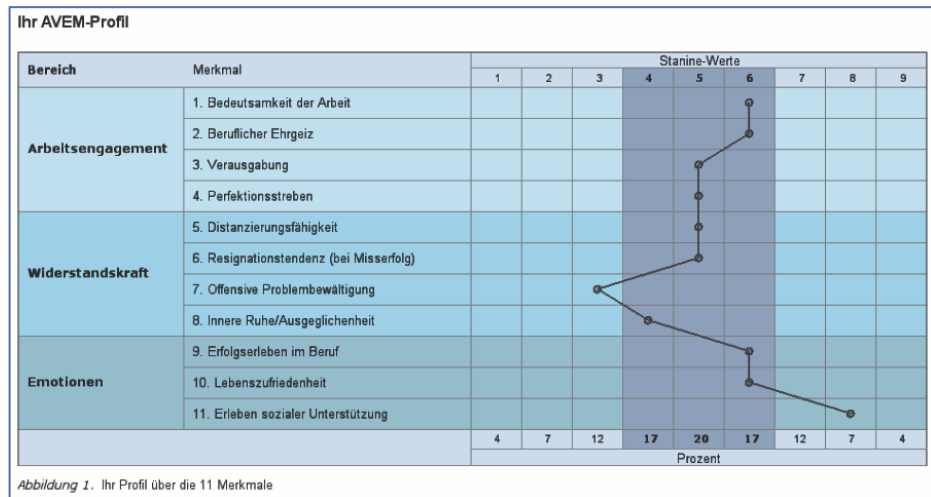 Ihr AVEM-Profil
Bereich Merkmal Stanine-Werte
1 2 3 4 5 6 7 8 9
Arbeitsengagement
1. Bedeutsamkeit der Arbeit
2. Beruflicher Ehrgeiz
3. Verausgabung
4. Perfektionsstreben
Widerstandskraft
5. Distanzierungsfähigkeit
6. Resignationstendenz (bei Misserfolg)
7. Offensive Problembewältigung
8. Innere Ruhe/Ausgeglichenheit
Emotionen
9. Erfolgserleben im Beruf
10. Lebenszufriedenheit
11. Erleben sozialer Unterstützung
4 7 12 17 20 17 12 7 4
Prozent
Abbildung 1. Ihr Profil über die 11 Merkmale